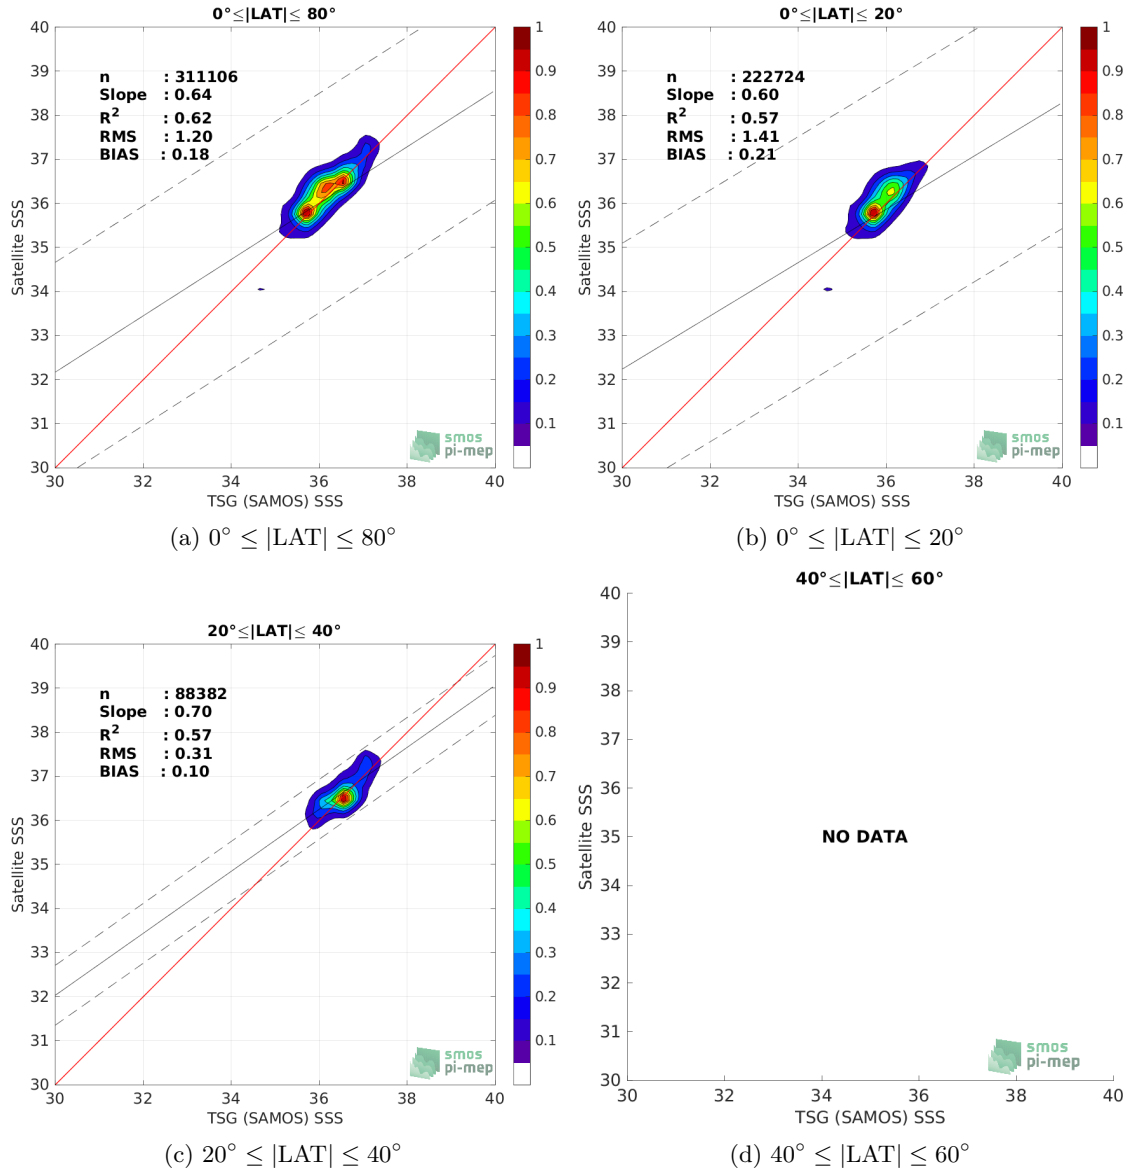 0°≤|LAT|≤ 80°
n : 311106
Slope : 0.64
R² : 0.62
RMS : 1.20
BIAS : 0.18
Satellite SSS
40
39
38
37
36
35
34
33
32
31
30
30 32 34 36 38 40
TSG (SAMOS) SSS
smos
pi-mep
1
0.9
0.8
0.7
0.6
0.5
0.4
0.3
0.2
0.1
(a) 0° ≤ |LAT| ≤ 80°
0°≤|LAT|≤ 20°
n : 222724
Slope : 0.60
R² : 0.57
RMS : 1.41
BIAS : 0.21
Satellite SSS
40
39
38
37
36
35
34
33
32
31
30
30 32 34 36 38 40
TSG (SAMOS) SSS
smos
pi-mep
1
0.9
0.8
0.7
0.6
0.5
0.4
0.3
0.2
0.1
(b) 0° ≤ |LAT| ≤ 20°
20°≤|LAT|≤ 40°
n : 88382
Slope : 0.70
R² : 0.57
RMS : 0.31
BIAS : 0.10
Satellite SSS
40
39
38
37
36
35
34
33
32
31
30
30 32 34 36 38 40
TSG (SAMOS) SSS
smos
pi-mep
1
0.9
0.8
0.7
0.6
0.5
0.4
0.3
0.2
0.1
(c) 20° ≤ |LAT| ≤ 40°
40°≤|LAT|≤ 60°
NO DATA
Satellite SSS
40
39
38
37
36
35
34
33
32
31
30
30 32 34 36 38 40
TSG (SAMOS) SSS
smos
pi-mep
(d) 40° ≤ |LAT| ≤ 60°